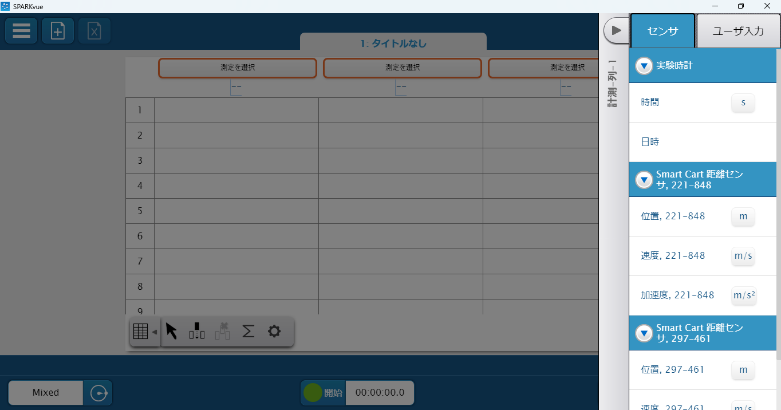 SPARKvue
1: タイトルなし
測定を選択
測定を選択
測定を選択
--
--
--
1
2
3
4
5
6
7
8
9
Mixed
開始
00:00:00.0
計測-列-1
センサ
ユーザ入力
実験時計
時間
s
日時
Smart Cart 距離セン
サ, 221-848
位置, 221-848
m
速度, 221-848
m/s
加速度, 221-848
m/s²
Smart Cart 距離セン
サ, 297-461
位置, 297-461
m
速度, 297-461
m/s